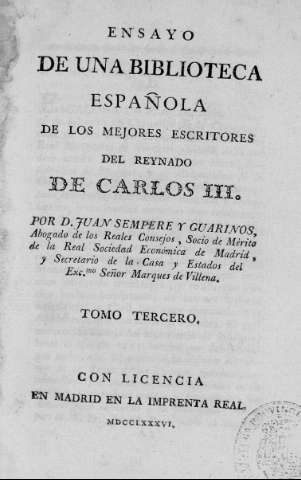 ENSAYO
DE UNA BIBLIOTECA
ESPAÑOLA
DE LOS MEJORES ESCRITORES
DEL REYNADO
DE CARLOS III.
POR D. JUAN SEMPERE Y GUARINOS,
Abogado de los Reales Consejos, Socio de Mérito
de la Real Sociedad Económica de Madrid,
y Secretario de la Casa y Estados del
Exc.mo Señor Marques de Villena.
TOMO TERCERO.
CON LICENCIA
EN MADRID EN LA IMPRENTA REAL.
MDCCLXXXVI.